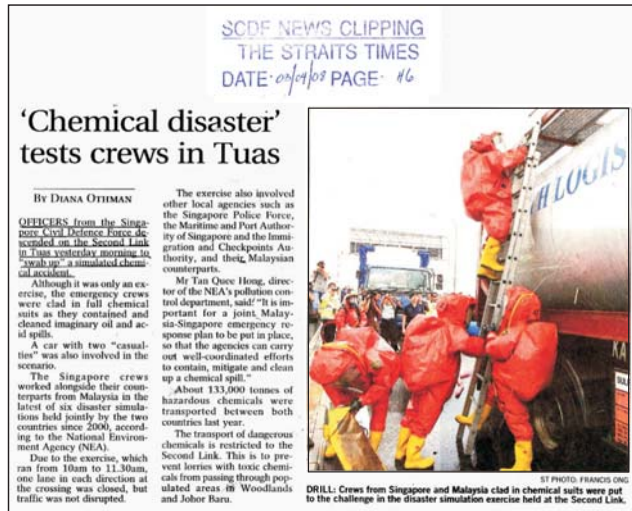 SCDF NEWS CLIPPING
THE STRAITS TIMES
DATE· 03/04/08 PAGE· H6
'Chemical disaster'
tests crews in Tuas
BY DIANA OTHMAN
OFFICERS from the Singa-
pore Civil Defence Force de-
scended on the Second Link
in Tuas yesterday morning to
"swab up" a simulated chemi-
cal accident.
Although it was only an ex-
ercise, the emergency crews
were clad in full chemical
suits as they contained and
cleaned imaginary oil and ac-
id spills.
A car with two "casual-
ties" was also involved in the
scenario.
The Singapore crews
worked alongside their coun-
terparts from Malaysia in the
latest of six disaster simula-
tions held jointly by the two
countries since 2000, accord-
ing to the National Environ-
ment Agency (NEA).
Due to the exercise, which
ran from 10am to 11.30am,
one lane in each direction at
the crossing was closed, but
traffic was not disrupted.
The exercise also involved
other local agencies such as
the Singapore Police Force,
the Maritime and Port Author-
ity of Singapore and the Immi-
gration and Checkpoints Au-
thority, and their Malaysian
counterparts.
Mr Tan Quee Hong, direc-
tor of the NEA's pollution con-
trol department, said: "It is im-
portant for a joint Malay-
sia-Singapore emergency re-
sponse plan to be put in place,
so that the agencies can carry
out well-coordinated efforts
to contain, mitigate and clean
up a chemical spill."
About 133,000 tonnes of
hazardous chemicals were
transported between both
countries last year.
The transport of dangerous
chemicals is restricted to the
Second Link. This is to pre-
vent lorries with toxic chemi-
cals from passing through pop-
ulated areas in Woodlands
and Johor Baru.
H LOGIS
KA
ST PHOTO: FRANCIS ONG
DRILL: Crews from Singapore and Malaysia clad in chemical suits were put
to the challenge in the disaster simulation exercise held at the Second Link.